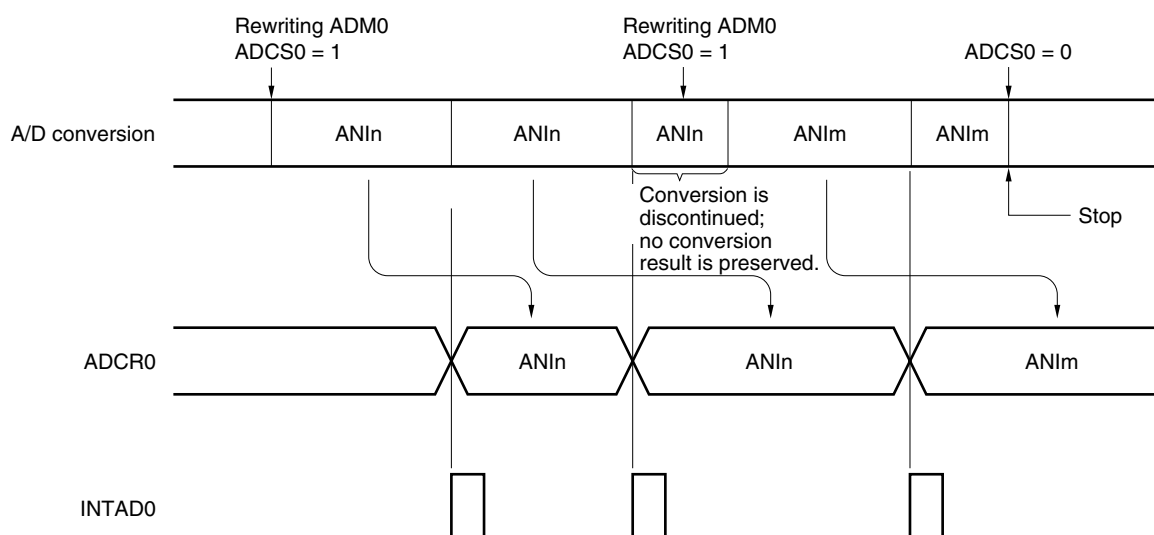 Rewriting ADM0
ADCS0 = 1
Rewriting ADM0
ADCS0 = 1
ADCS0 = 0
A/D conversion
ANIn
ANIn
ANIn
ANIm
ANIm
Conversion is
discontinued;
no conversion
result is preserved.
Stop
ADCR0
ANIn
ANIn
ANIm
INTAD0